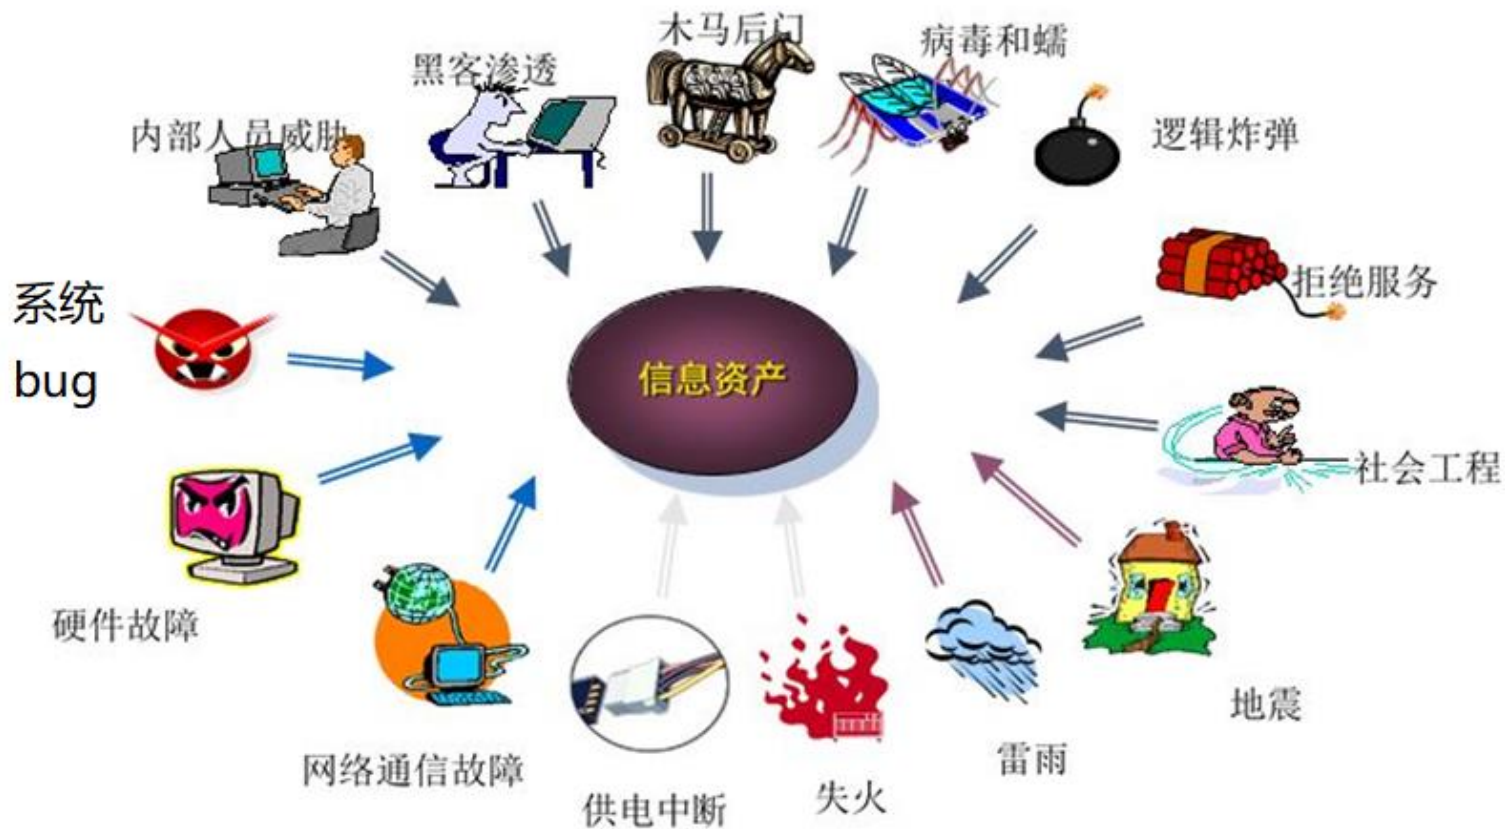 木马后门
病毒和蠕
黑客渗透
内部人员威胁
逻辑炸弹
拒绝服务
系统
bug
信息资产
社会工程
硬件故障
地震
网络通信故障
雷雨
供电中断
失火